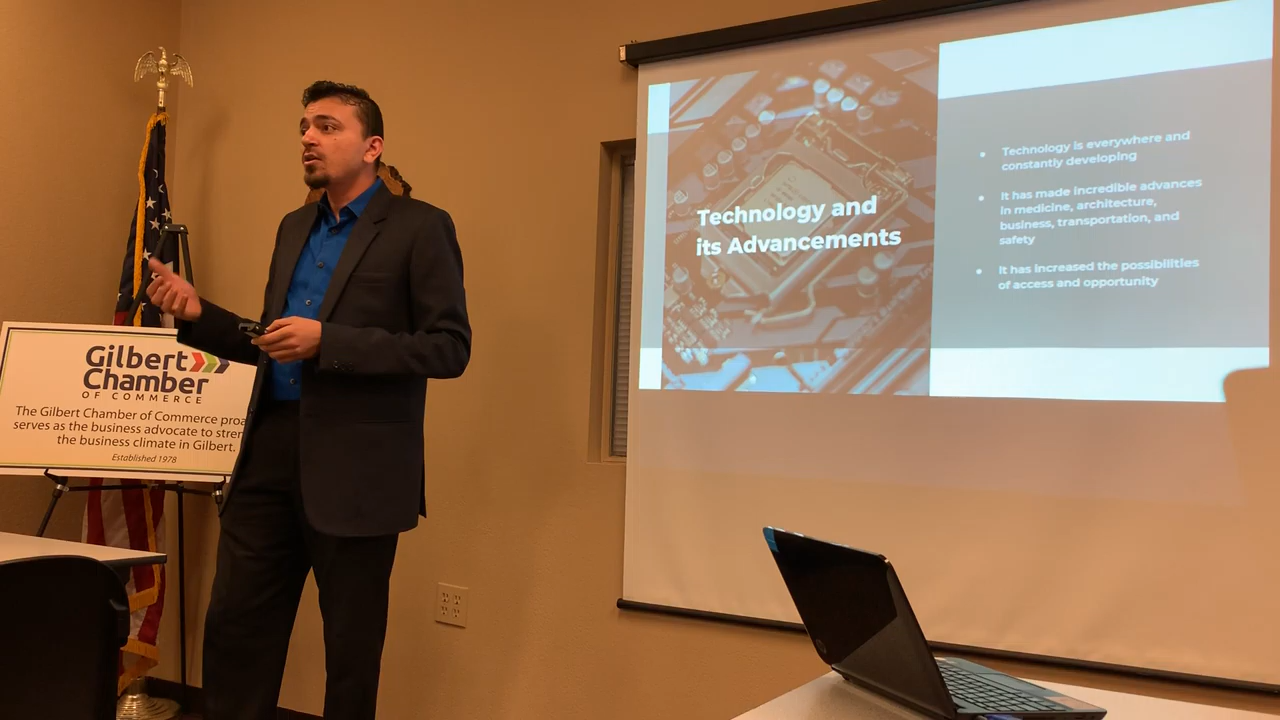 Gilbert
Chamber
OF COMMERCE
The Gilbert Chamber of Commerce
serves as the business advocate to
the business climate in Gilbert.
Established 1978
Technology and
its Advancements
• Technology is everywhere and
constantly developing
• It has made incredible advances
in medicine, architecture,
business, transportation, and
safety
• It has increased the possibilities
of access and opportunity